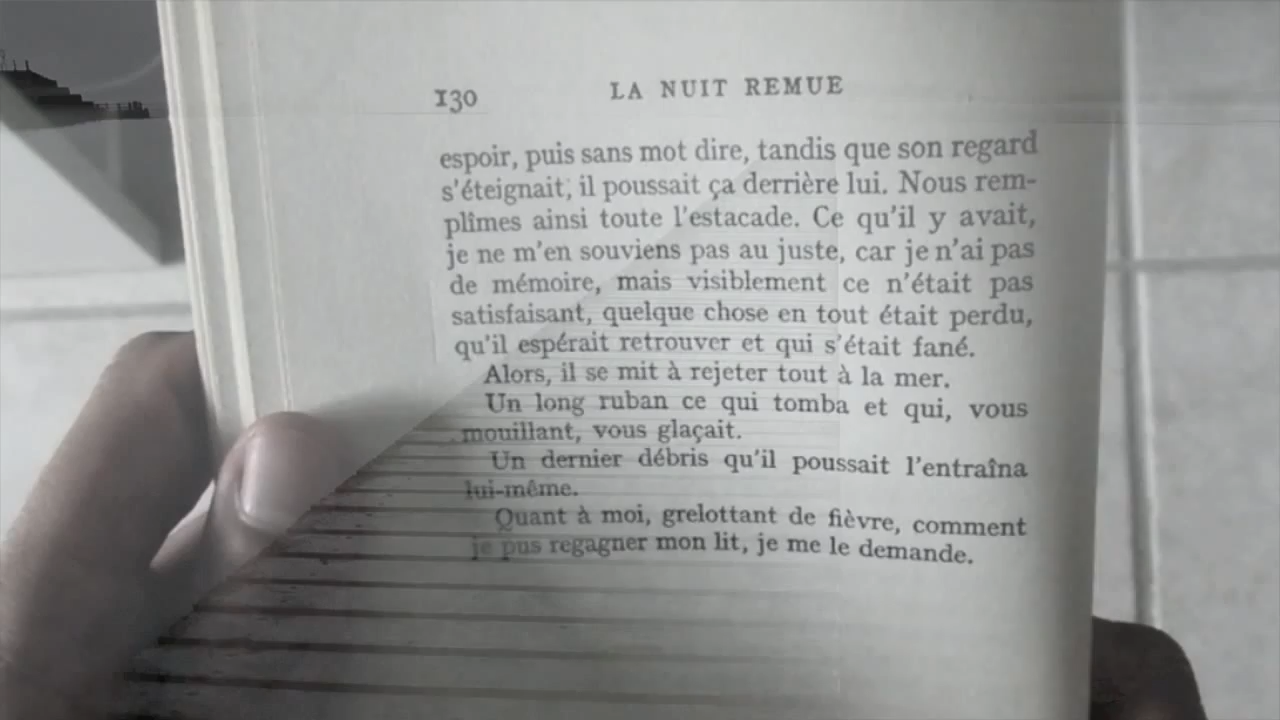 130 LA NUIT REMUE
espoir, puis sans mot dire, tandis que son regard
s'éteignait, il poussait ça derrière lui. Nous rem-
plîmes ainsi toute l'estacade. Ce qu'il y avait,
je ne m'en souviens pas au juste, car je n'ai pas
de mémoire, mais visiblement ce n'était pas
satisfaisant, quelque chose en tout était perdu,
qu'il espérait retrouver et qui s'était fané.
Alors, il se mit à rejeter tout à la mer.
Un long ruban ce qui tomba et qui, vous
mouillant, vous glaçait.
Un dernier débris qu'il poussait l'entraîna
lui-même.
Quant à moi, grelottant de fièvre, comment
je pus regagner mon lit, je me le demande.